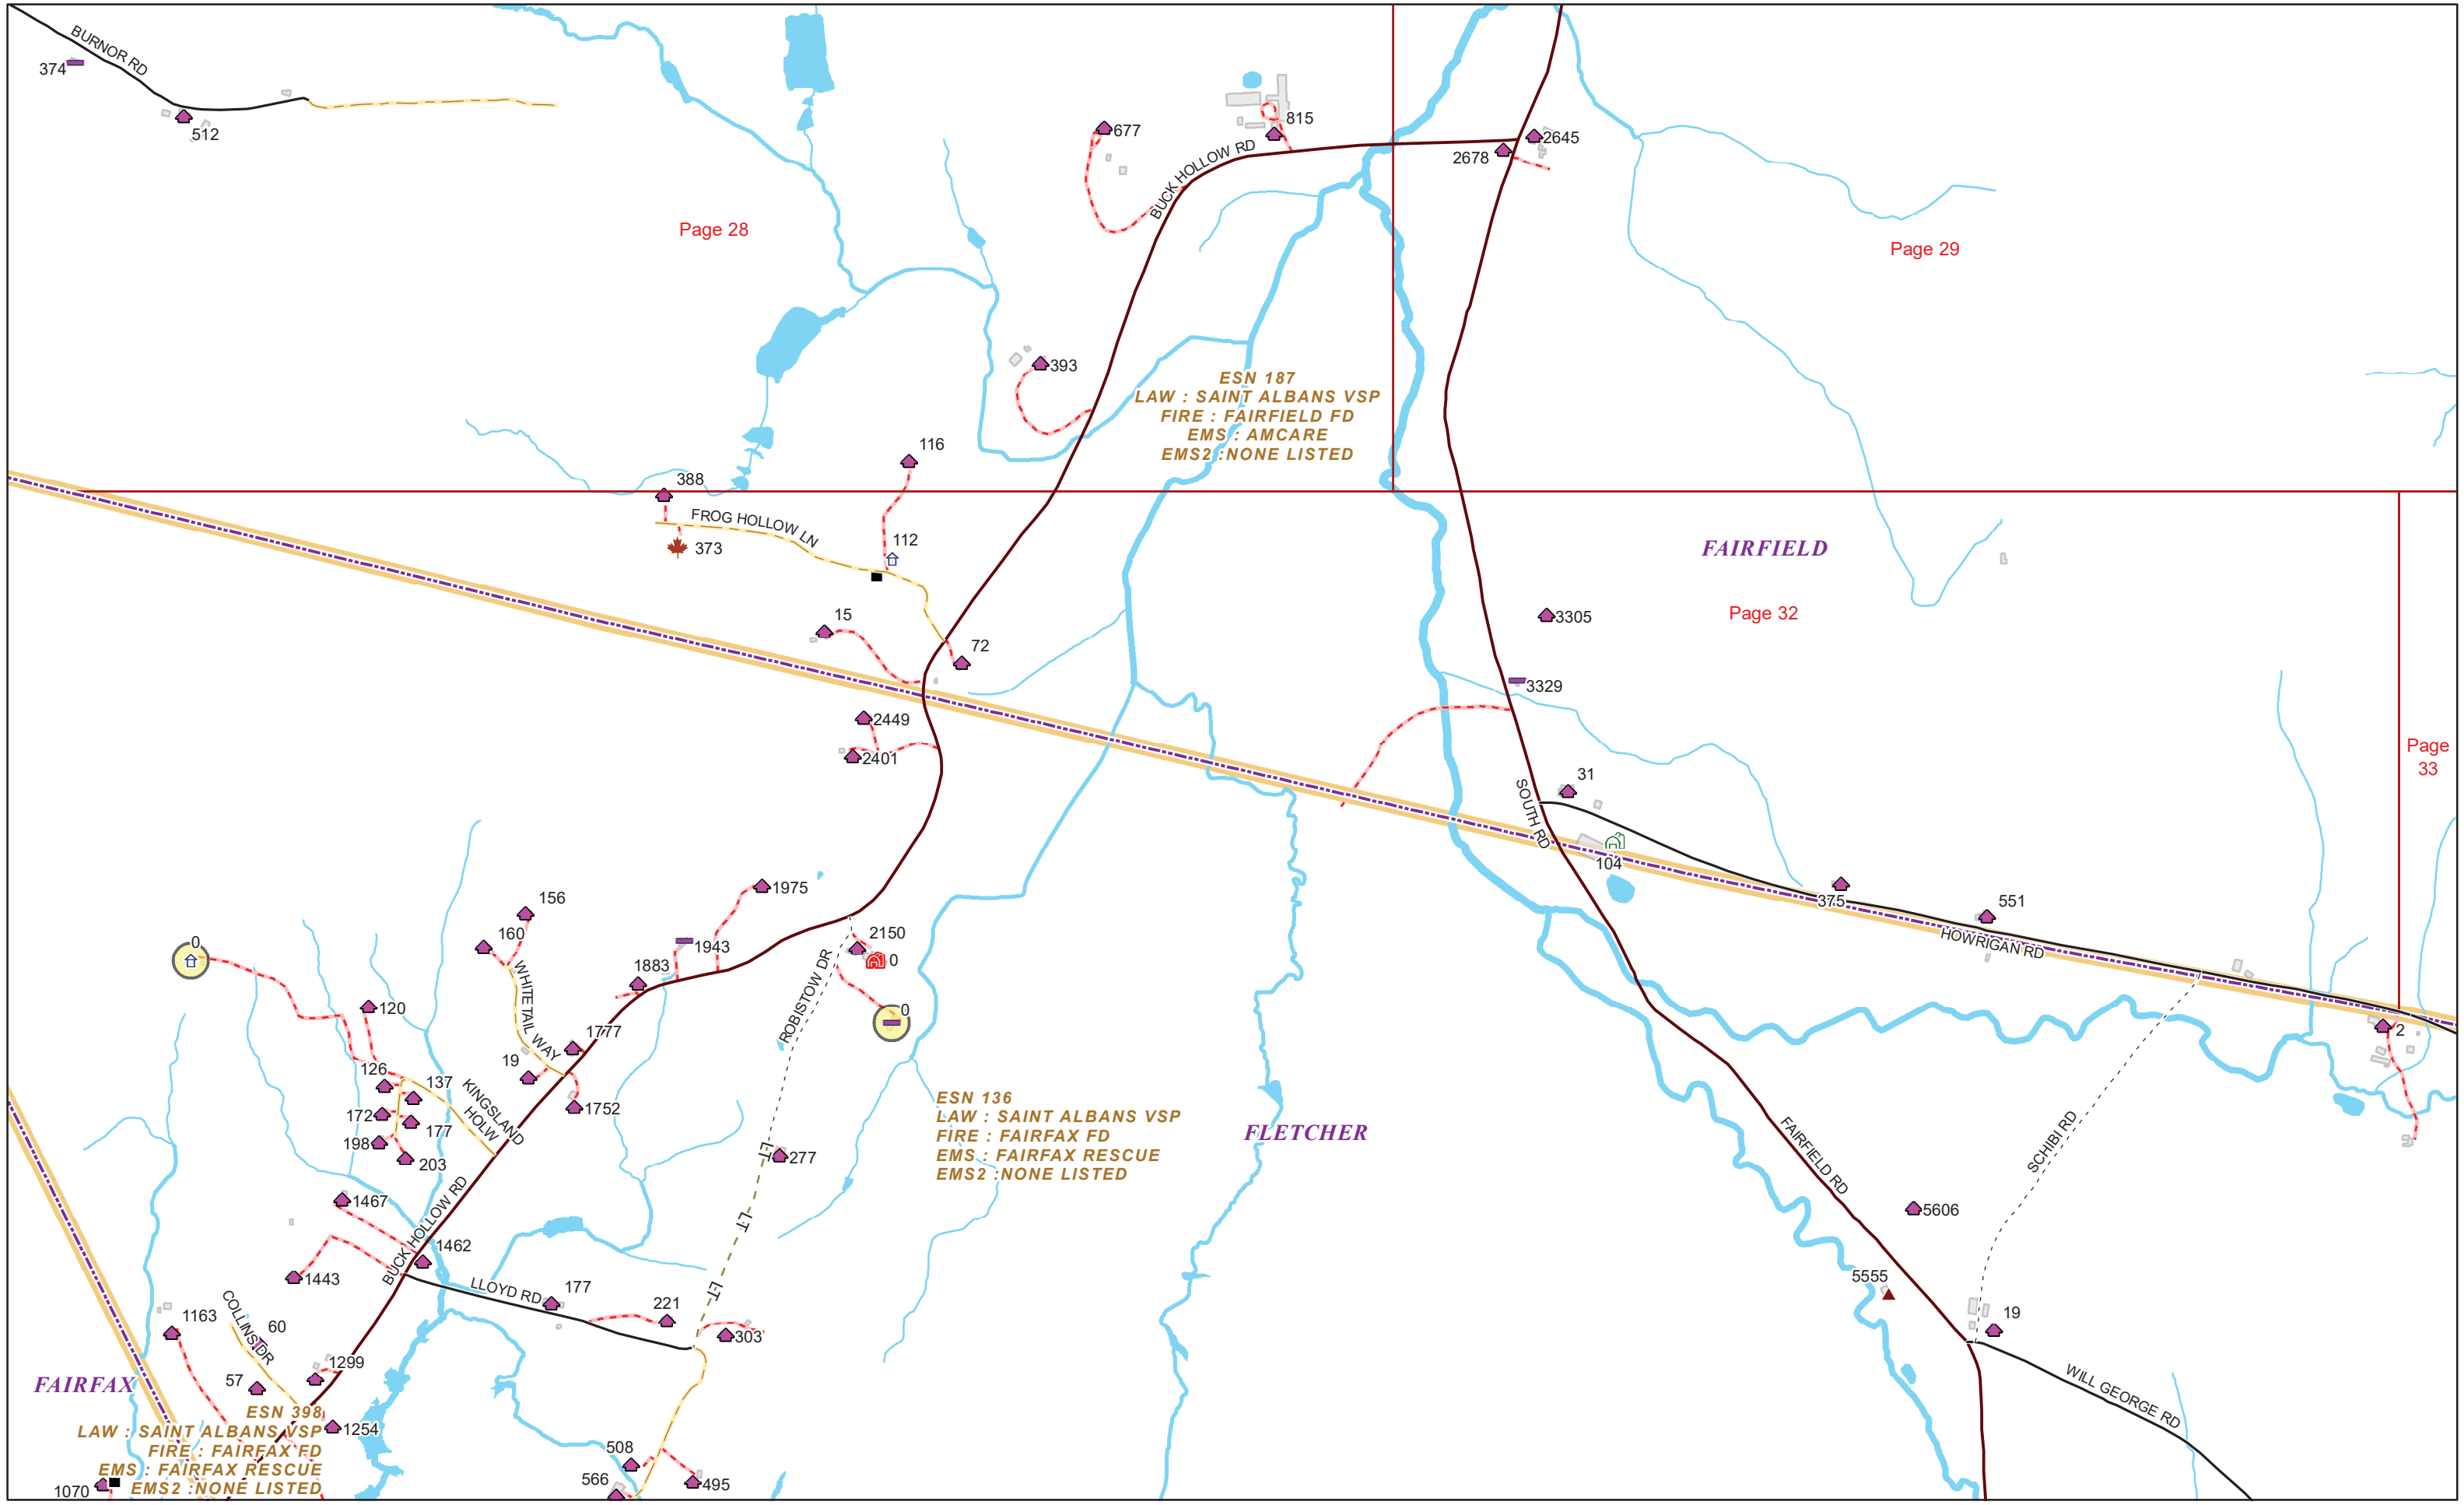 BURNOR RD
374
512
677
815
BUCK HOLLOW RD
2645
2678
Page 28
Page 29
393
ESN 187
LAW : SAINT ALBANS VSP
FIRE : FAIRFIELD FD
EMS : AMCARE
EMS2 :NONE LISTED
116
388
FROG HOLLOW LN
373
112
FAIRFIELD
Page 32
15
3305
72
3329
2449
2401
Page
33
31
SOUTH RD
104
375
551
HOWRIGAN RD
1975
156
160
0
1943
2150
0
1883
WHITETAIL WAY
ROBISTOW DR
0
120
1777
19
2
126
137
KINGSLAND
HOLW
172
177
1752
198
203
ESN 136
LAW : SAINT ALBANS VSP
FIRE : FAIRFAX FD
EMS : FAIRFAX RESCUE
EMS2 :NONE LISTED
FLETCHER
LT
277
SCHIBI RD
FAIRFIELD RD
1467
BUCK HOLLOW RD
LT
5606
1462
1443
LLOYD RD
177
LT
5555
COLLINS DR
1163
60
221
303
19
1299
57
WILL GEORGE RD
FAIRFAX
ESN 398
LAW : SAINT ALBANS VSP
FIRE : FAIRFAX FD
EMS : FAIRFAX RESCUE
EMS2 :NONE LISTED
1254
508
566
495
1070